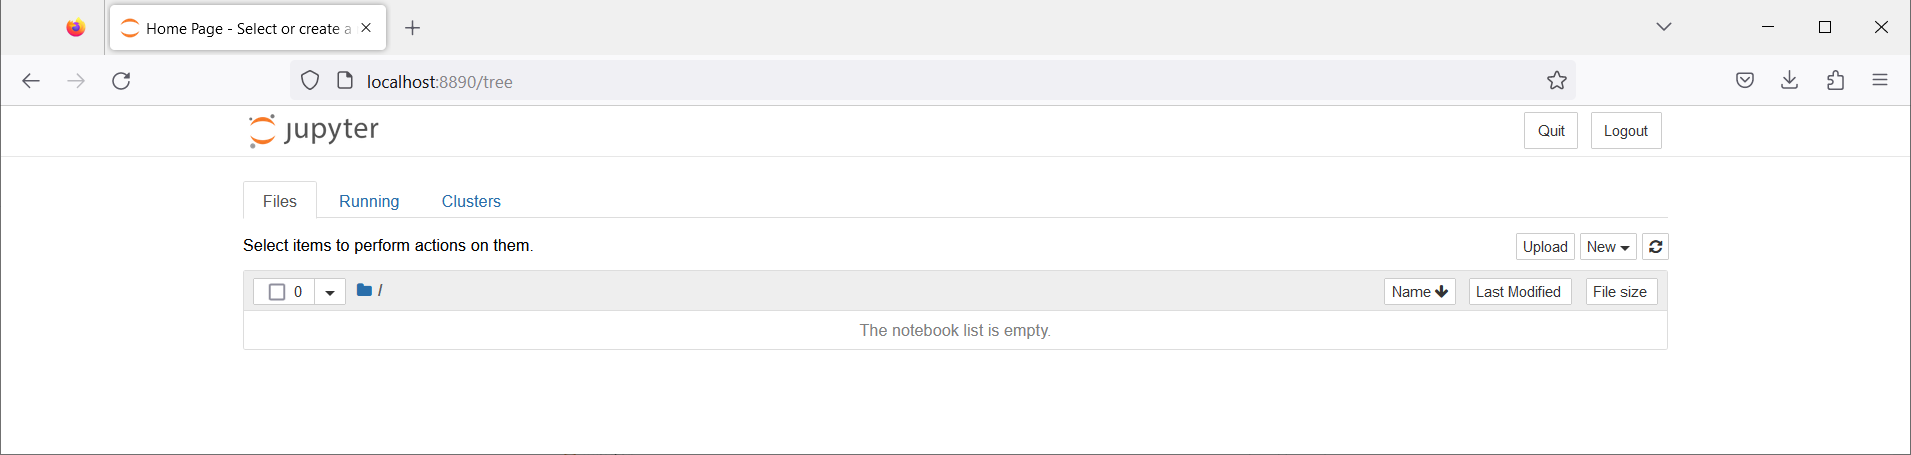 Home Page - Select or create a
localhost:8890/tree
jupyter
Quit Logout
Files Running Clusters
Select items to perform actions on them.
Upload New
0 / Name Last Modified File size
The notebook list is empty.